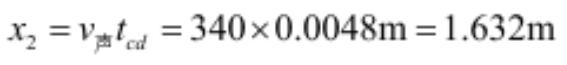 x₂ = v声t_cd = 340×0.0048m = 1.632m